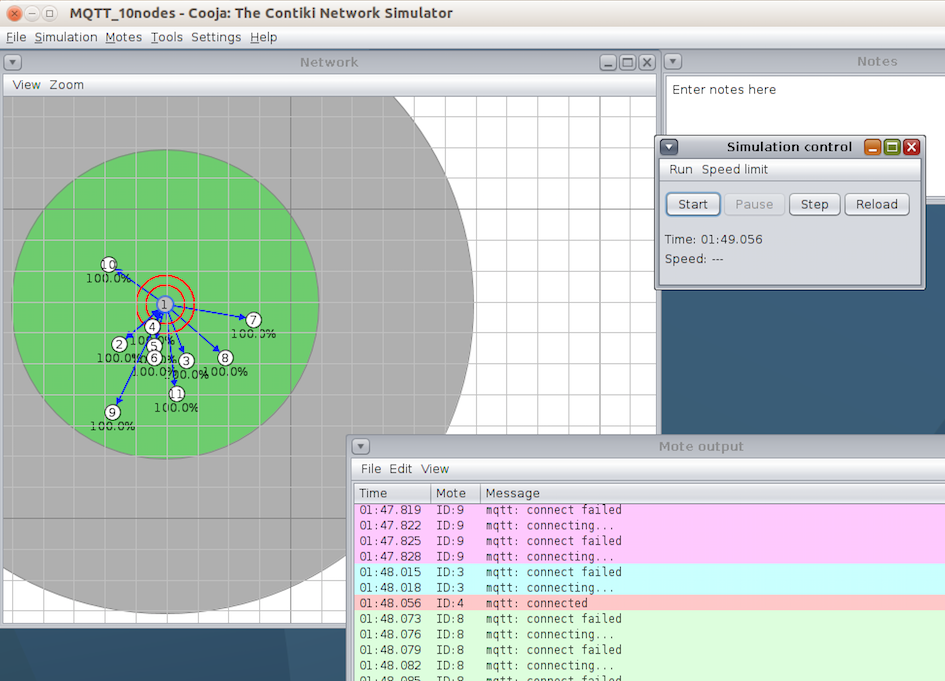 MQTT_10nodes - Cooja: The Contiki Network Simulator
File Simulation Motes Tools Settings Help
Network
View Zoom
10
100.0%
1
7
100.0%
4
100.0%
2
100.0%
5
6
100.0%
3
100.0%
8
100.0%
11
100.0%
9
100.0%
Notes
Enter notes here
Simulation control
Run Speed limit
Start Pause Step Reload
Time: 01:49.056
Speed: ---
Mote output
File Edit View
Time Mote Message
01:47.819 ID:9 mqtt: connect failed
01:47.822 ID:9 mqtt: connecting...
01:47.825 ID:9 mqtt: connect failed
01:47.828 ID:9 mqtt: connecting...
01:48.015 ID:3 mqtt: connect failed
01:48.018 ID:3 mqtt: connecting...
01:48.056 ID:4 mqtt: connected
01:48.073 ID:8 mqtt: connect failed
01:48.076 ID:8 mqtt: connecting...
01:48.079 ID:8 mqtt: connect failed
01:48.082 ID:8 mqtt: connecting...
01:48.085 ID:8 mqtt: connect failed